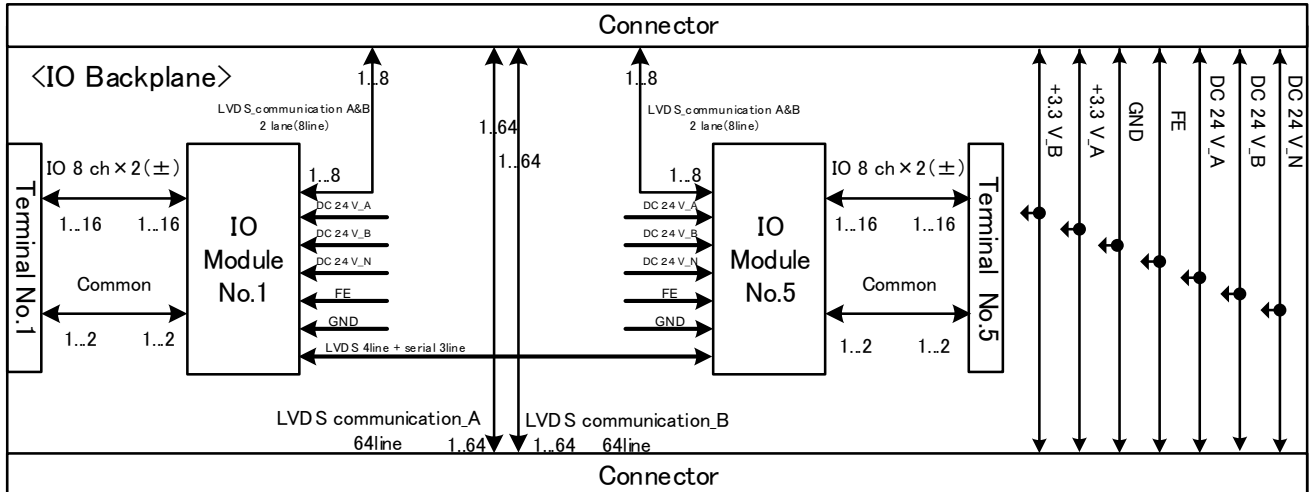 Connector
<IO Backplane>
1...8
LVDS_communication A&B
2 lane(8line)
1...8
Terminal No.1
IO 8 ch×2(±)
1...16
1...16
Common
1...2
1...2
IO
Module
No.1
DC 24 V_A
DC 24 V_B
DC 24 V_N
FE
GND
LVDS 4line + serial 3line
1...64
1...64
LVDS communication_A
64line
1...64
LVDS communication_B
1...64
64line
1...8
LVDS_communication A&B
2 lane(8line)
1...8
DC 24 V_A
DC 24 V_B
DC 24 V_N
FE
GND
IO
Module
No.5
IO 8 ch×2(±)
1...16
1...16
Common
1...2
1...2
Terminal No.5
+3.3 V_B
+3.3 V_A
GND
FE
DC 24 V_A
DC 24 V_B
DC 24 V_N
Connector